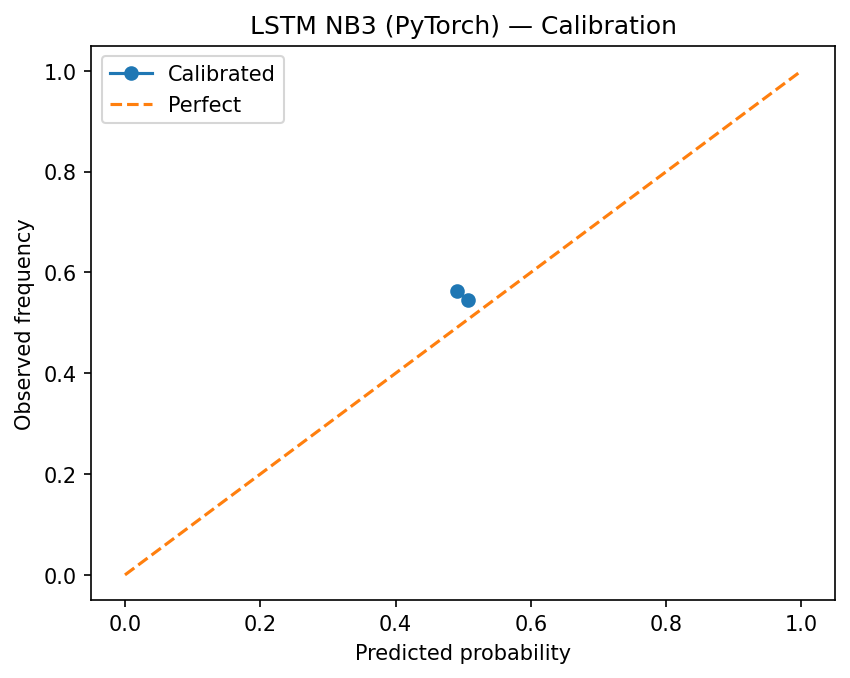 LSTM NB3 (PyTorch) — Calibration
Calibrated
Perfect
1.0
0.8
0.6
0.4
0.2
0.0
Observed frequency
0.0 0.2 0.4 0.6 0.8 1.0
Predicted probability